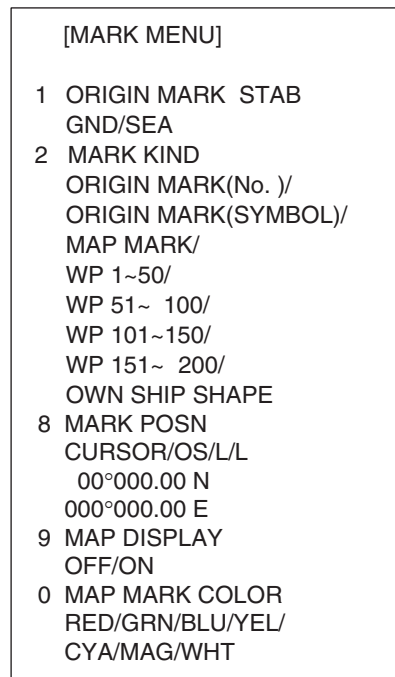 [MARK MENU]
1 ORIGIN MARK STAB
GND/SEA
2 MARK KIND
ORIGIN MARK(No. )/
ORIGIN MARK(SYMBOL)/
MAP MARK/
WP 1~50/
WP 51~ 100/
WP 101~150/
WP 151~ 200/
OWN SHIP SHAPE
8 MARK POSN
CURSOR/OS/L/L
00°000.00 N
000°000.00 E
9 MAP DISPLAY
OFF/ON
0 MAP MARK COLOR
RED/GRN/BLU/YEL/
CYA/MAG/WHT